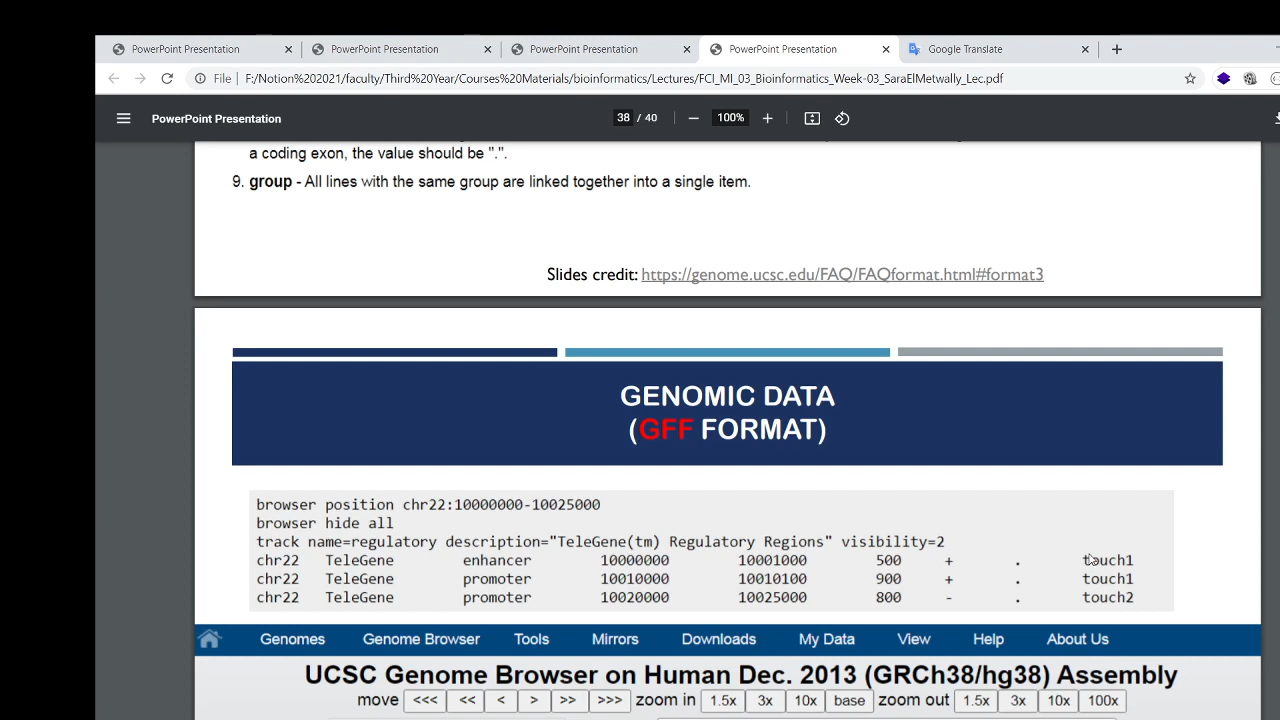 PowerPoint Presentation
PowerPoint Presentation
PowerPoint Presentation
PowerPoint Presentation
Google Translate
File | F:/Notion%202021/faculty/Third%20Year/Courses%20Materials/bioinformatics/Lectures/FCI_MI_03_Bioinformatics_Week-03_SaraElMetwally_Lec.pdf
PowerPoint Presentation
38 / 40
100%
a coding exon, the value should be ".".
9. group - All lines with the same group are linked together into a single item.
Slides credit: https://genome.ucsc.edu/FAQ/FAQformat.html#format3
GENOMIC DATA
(GFF FORMAT)
browser position chr22:10000000-10025000
browser hide all
track name=regulatory description="TeleGene(tm) Regulatory Regions" visibility=2
chr22 TeleGene enhancer 10000000 10001000 500 + . touch1
chr22 TeleGene promoter 10010000 10010100 900 + . touch1
chr22 TeleGene promoter 10020000 10025000 800 - . touch2
Genomes Genome Browser Tools Mirrors Downloads My Data View Help About Us
UCSC Genome Browser on Human Dec. 2013 (GRCh38/hg38) Assembly
move <<< << < > >> >>> zoom in 1.5x 3x 10x base zoom out 1.5x 3x 10x 100x